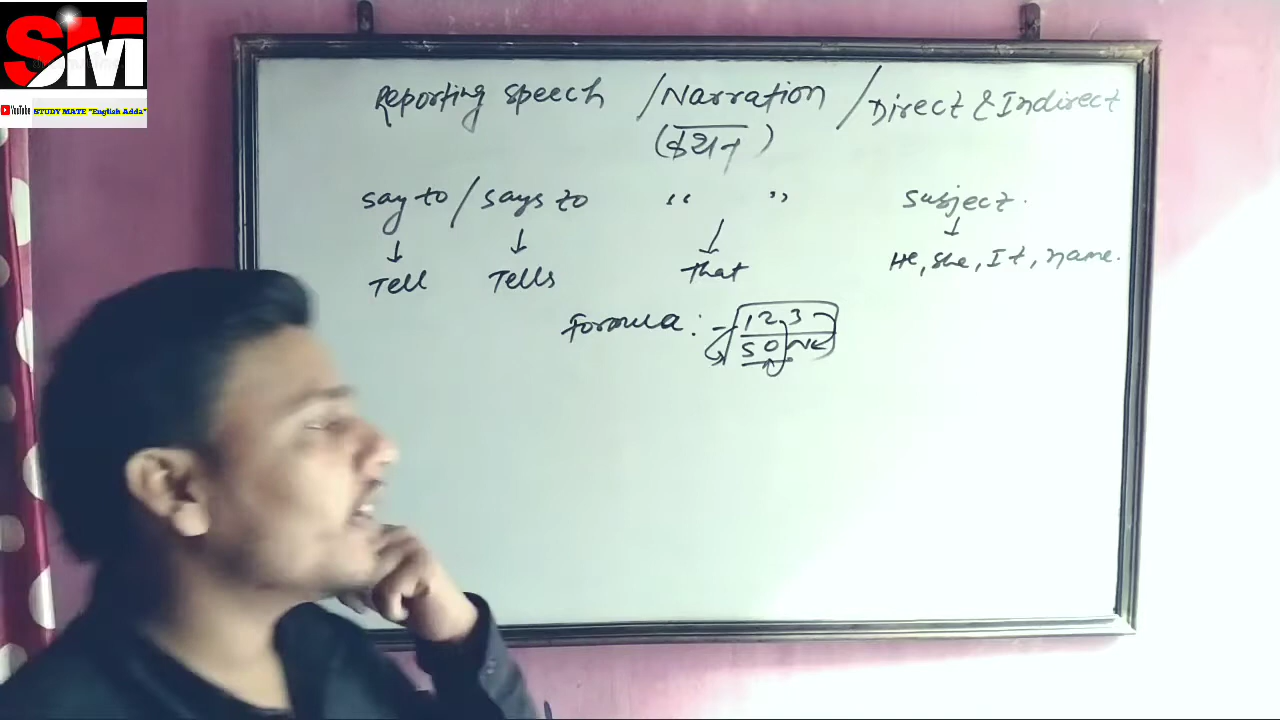 SM
YouTube STUDY MATE "English Adda"
Reporting speech / Narration / Direct & Indirect
(कथन)
Say to / Says to “ ” Subject.
Tell Tells That He, She, It, name.
Formula:- 1 2 3
S O N